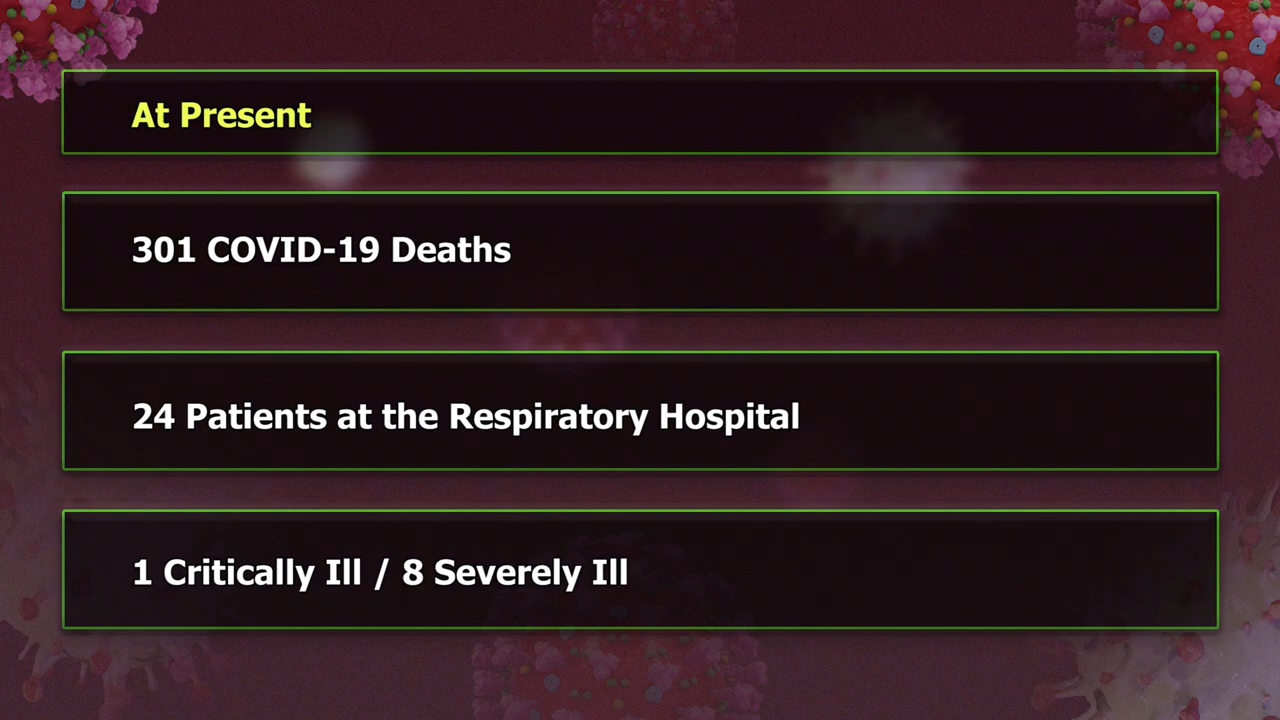 At Present
301 COVID-19 Deaths
24 Patients at the Respiratory Hospital
1 Critically Ill / 8 Severely Ill